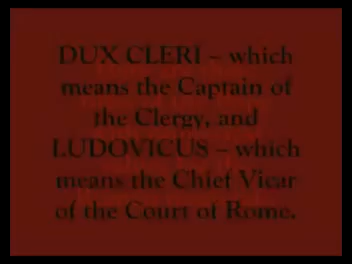 DUX CLERI – which
means the Captain of
the Clergy, and
LUDOVICUS – which
means the Chief Vicar
of the Court of Rome.